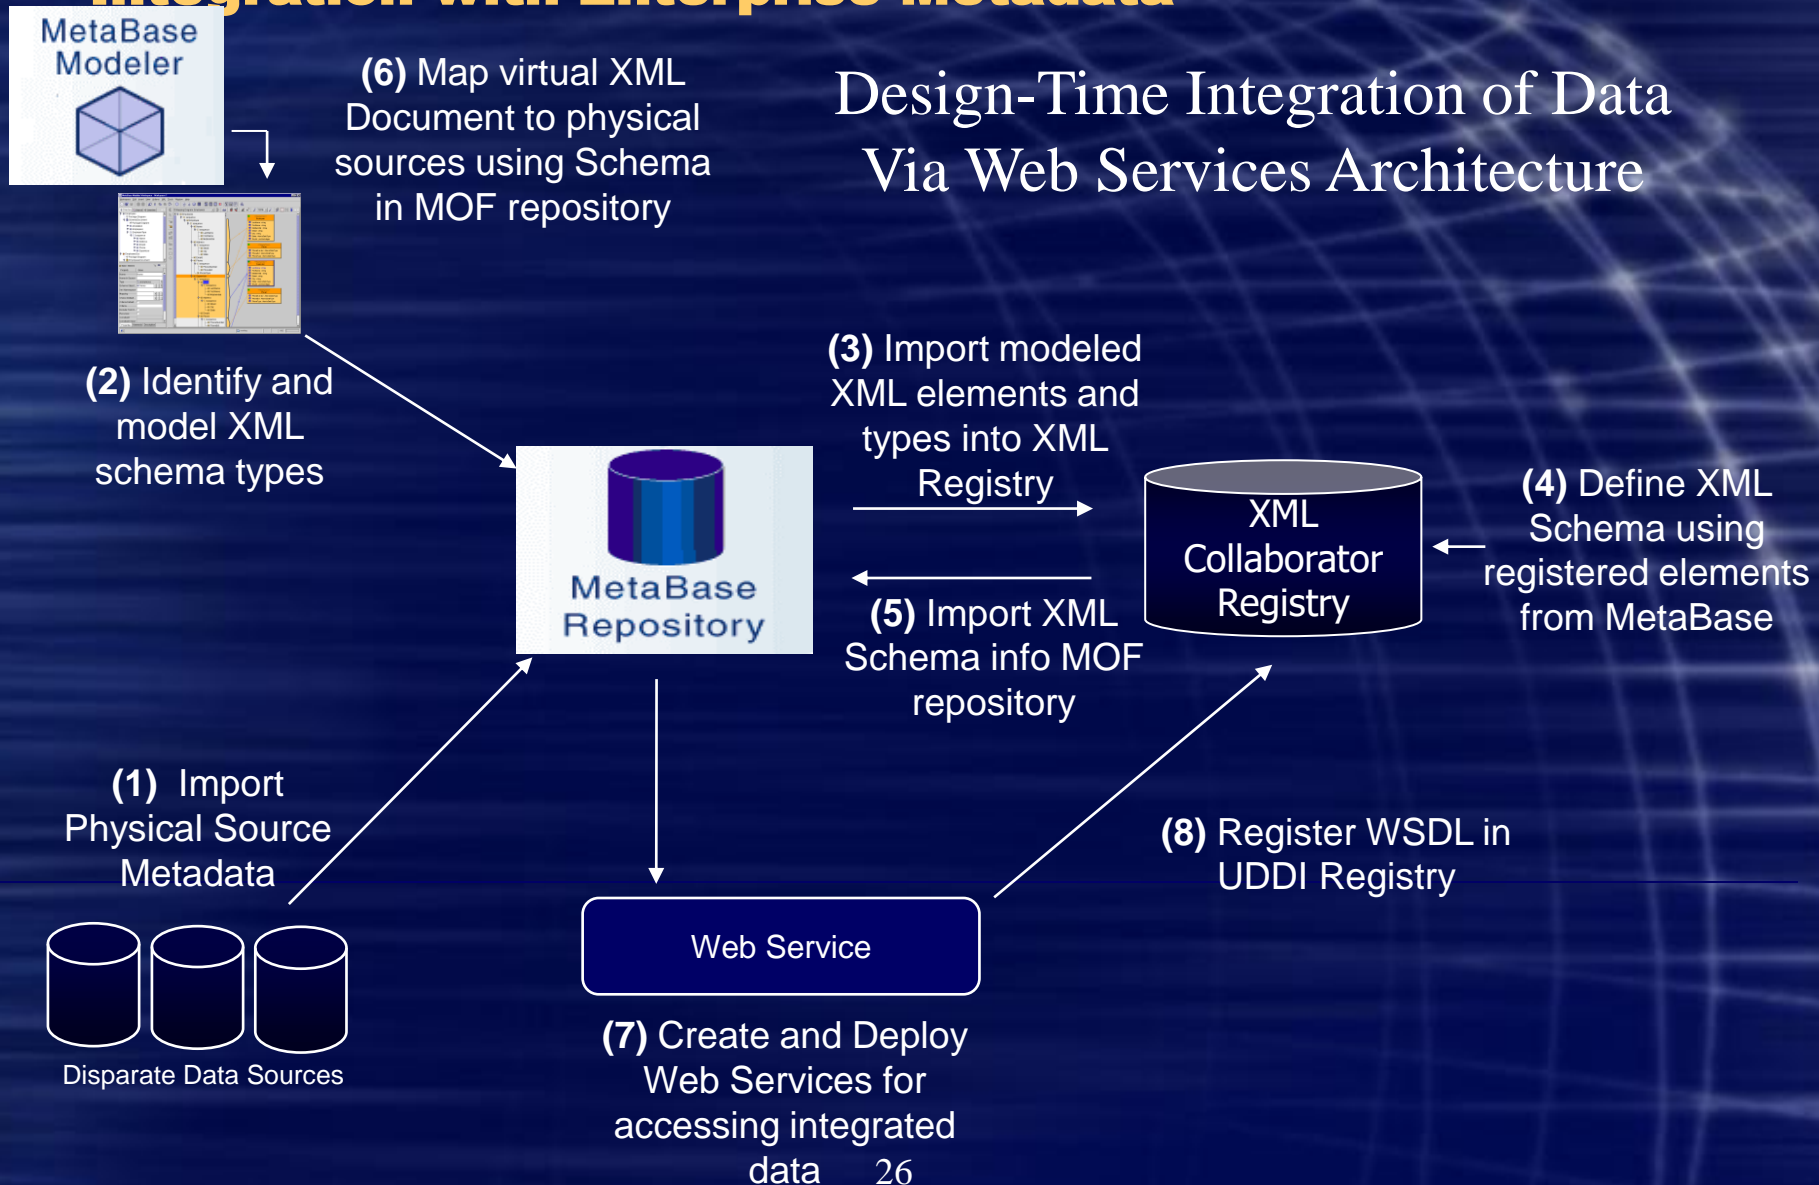 Integration with Enterprise Metadata
MetaBase
Modeler
(6) Map virtual XML
Document to physical
sources using Schema
in MOF repository
Design-Time Integration of Data
Via Web Services Architecture
(2) Identify and
model XML
schema types
(3) Import modeled
XML elements and
types into XML
Registry
MetaBase
Repository
XML
Collaborator
Registry
(4) Define XML
Schema using
registered elements
from MetaBase
(5) Import XML
Schema info MOF
repository
(1) Import
Physical Source
Metadata
(8) Register WSDL in
UDDI Registry
Web Service
Disparate Data Sources
(7) Create and Deploy
Web Services for
accessing integrated
data
26